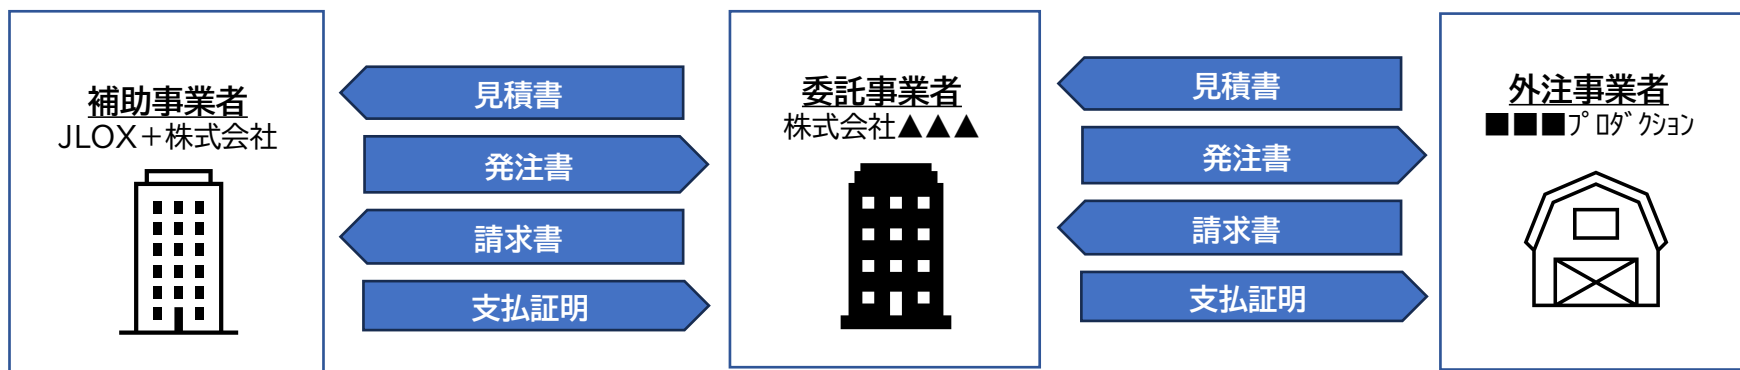 補助事業者
JLOX＋株式会社
見積書
発注書
請求書
支払証明
委託事業者
株式会社▲▲▲
見積書
発注書
請求書
支払証明
外注事業者
■■■ﾌﾟﾛﾀﾞｸｼｮﾝ